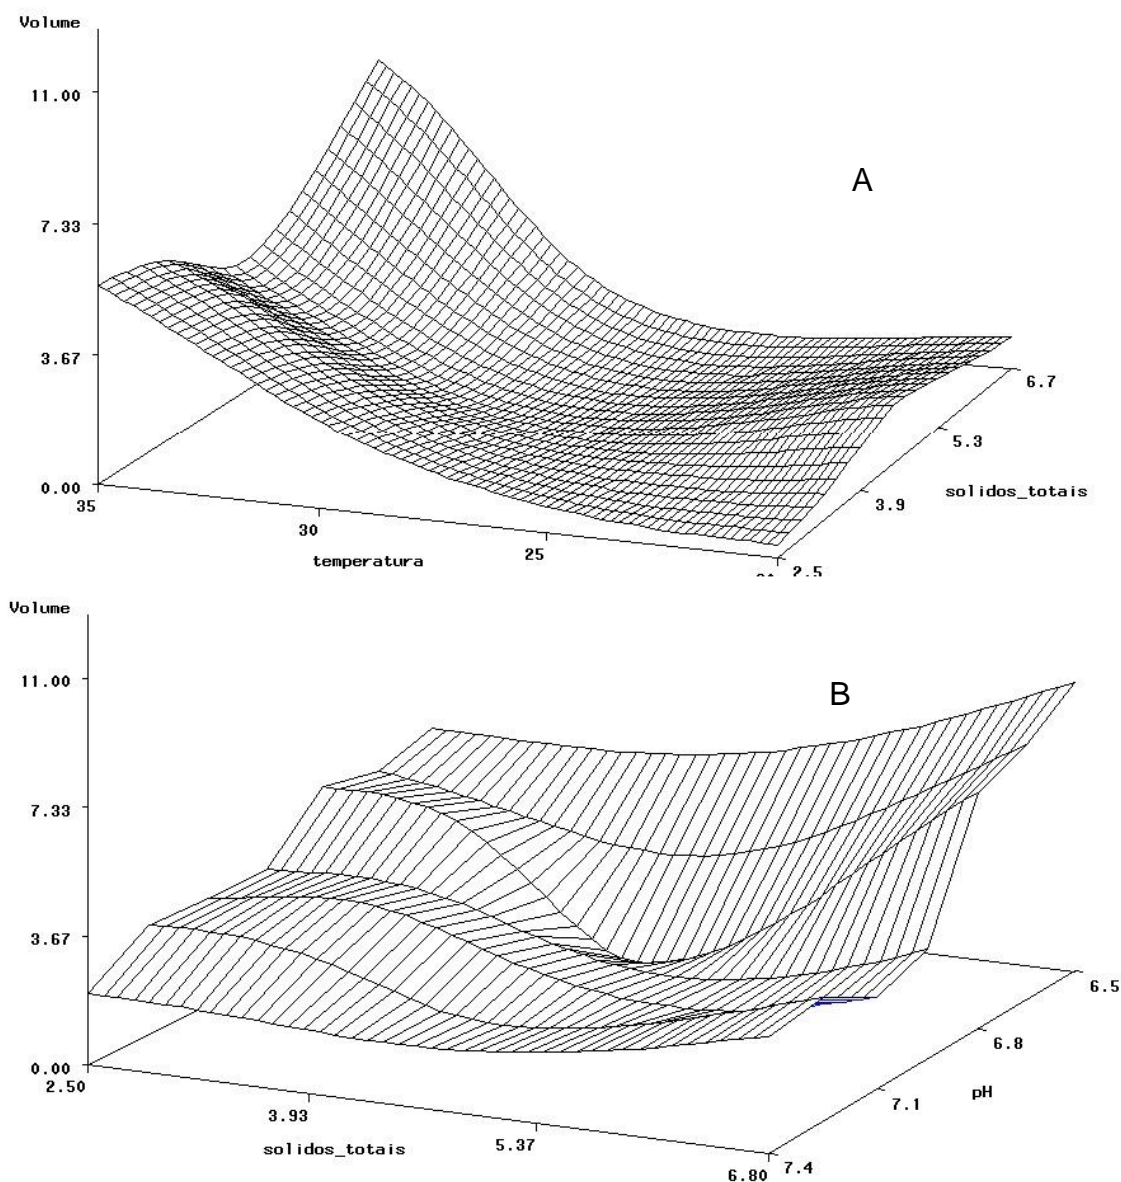 Volume
11.00
A
7.33
3.67
6.7
5.3
solidos_totais
0.00
3.9
35
30
25
temperatura
2.5
Volume
11.00
B
7.33
3.67
6.5
6.8
0.00
2.50
pH
7.1
3.93
5.37
solidos_totais
6.80
7.4